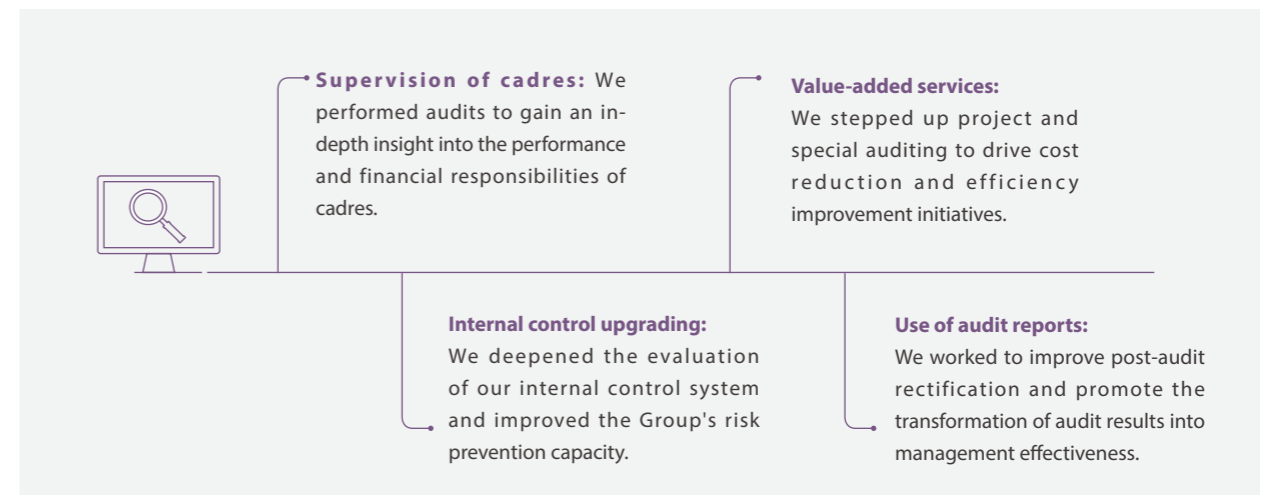 Supervision of cadres: We
performed audits to gain an in-
depth insight into the performance
and financial responsibilities of
cadres.
Internal control upgrading:
We deepened the evaluation
of our internal control system
and improved the Group's risk
prevention capacity.
Value-added services:
We stepped up project and
special auditing to drive cost
reduction and efficiency
improvement initiatives.
Use of audit reports:
We worked to improve post-audit
rectification and promote the
transformation of audit results into
management effectiveness.